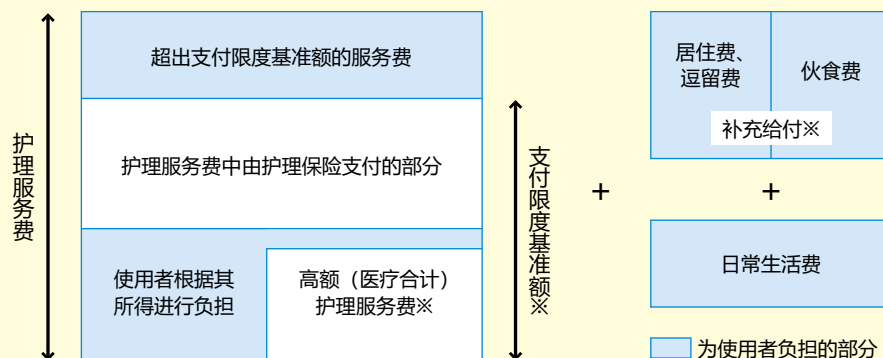 护理服务费
超出支付限度基准额的服务费
护理服务费中由护理保险支付的部分
使用者根据其
所得进行负担
高额（医疗合计）
护理服务费※
支付限度基准额※
+
居住费、
逗留费
伙食费
补充给付※
+
日常生活费
为使用者负担的部分